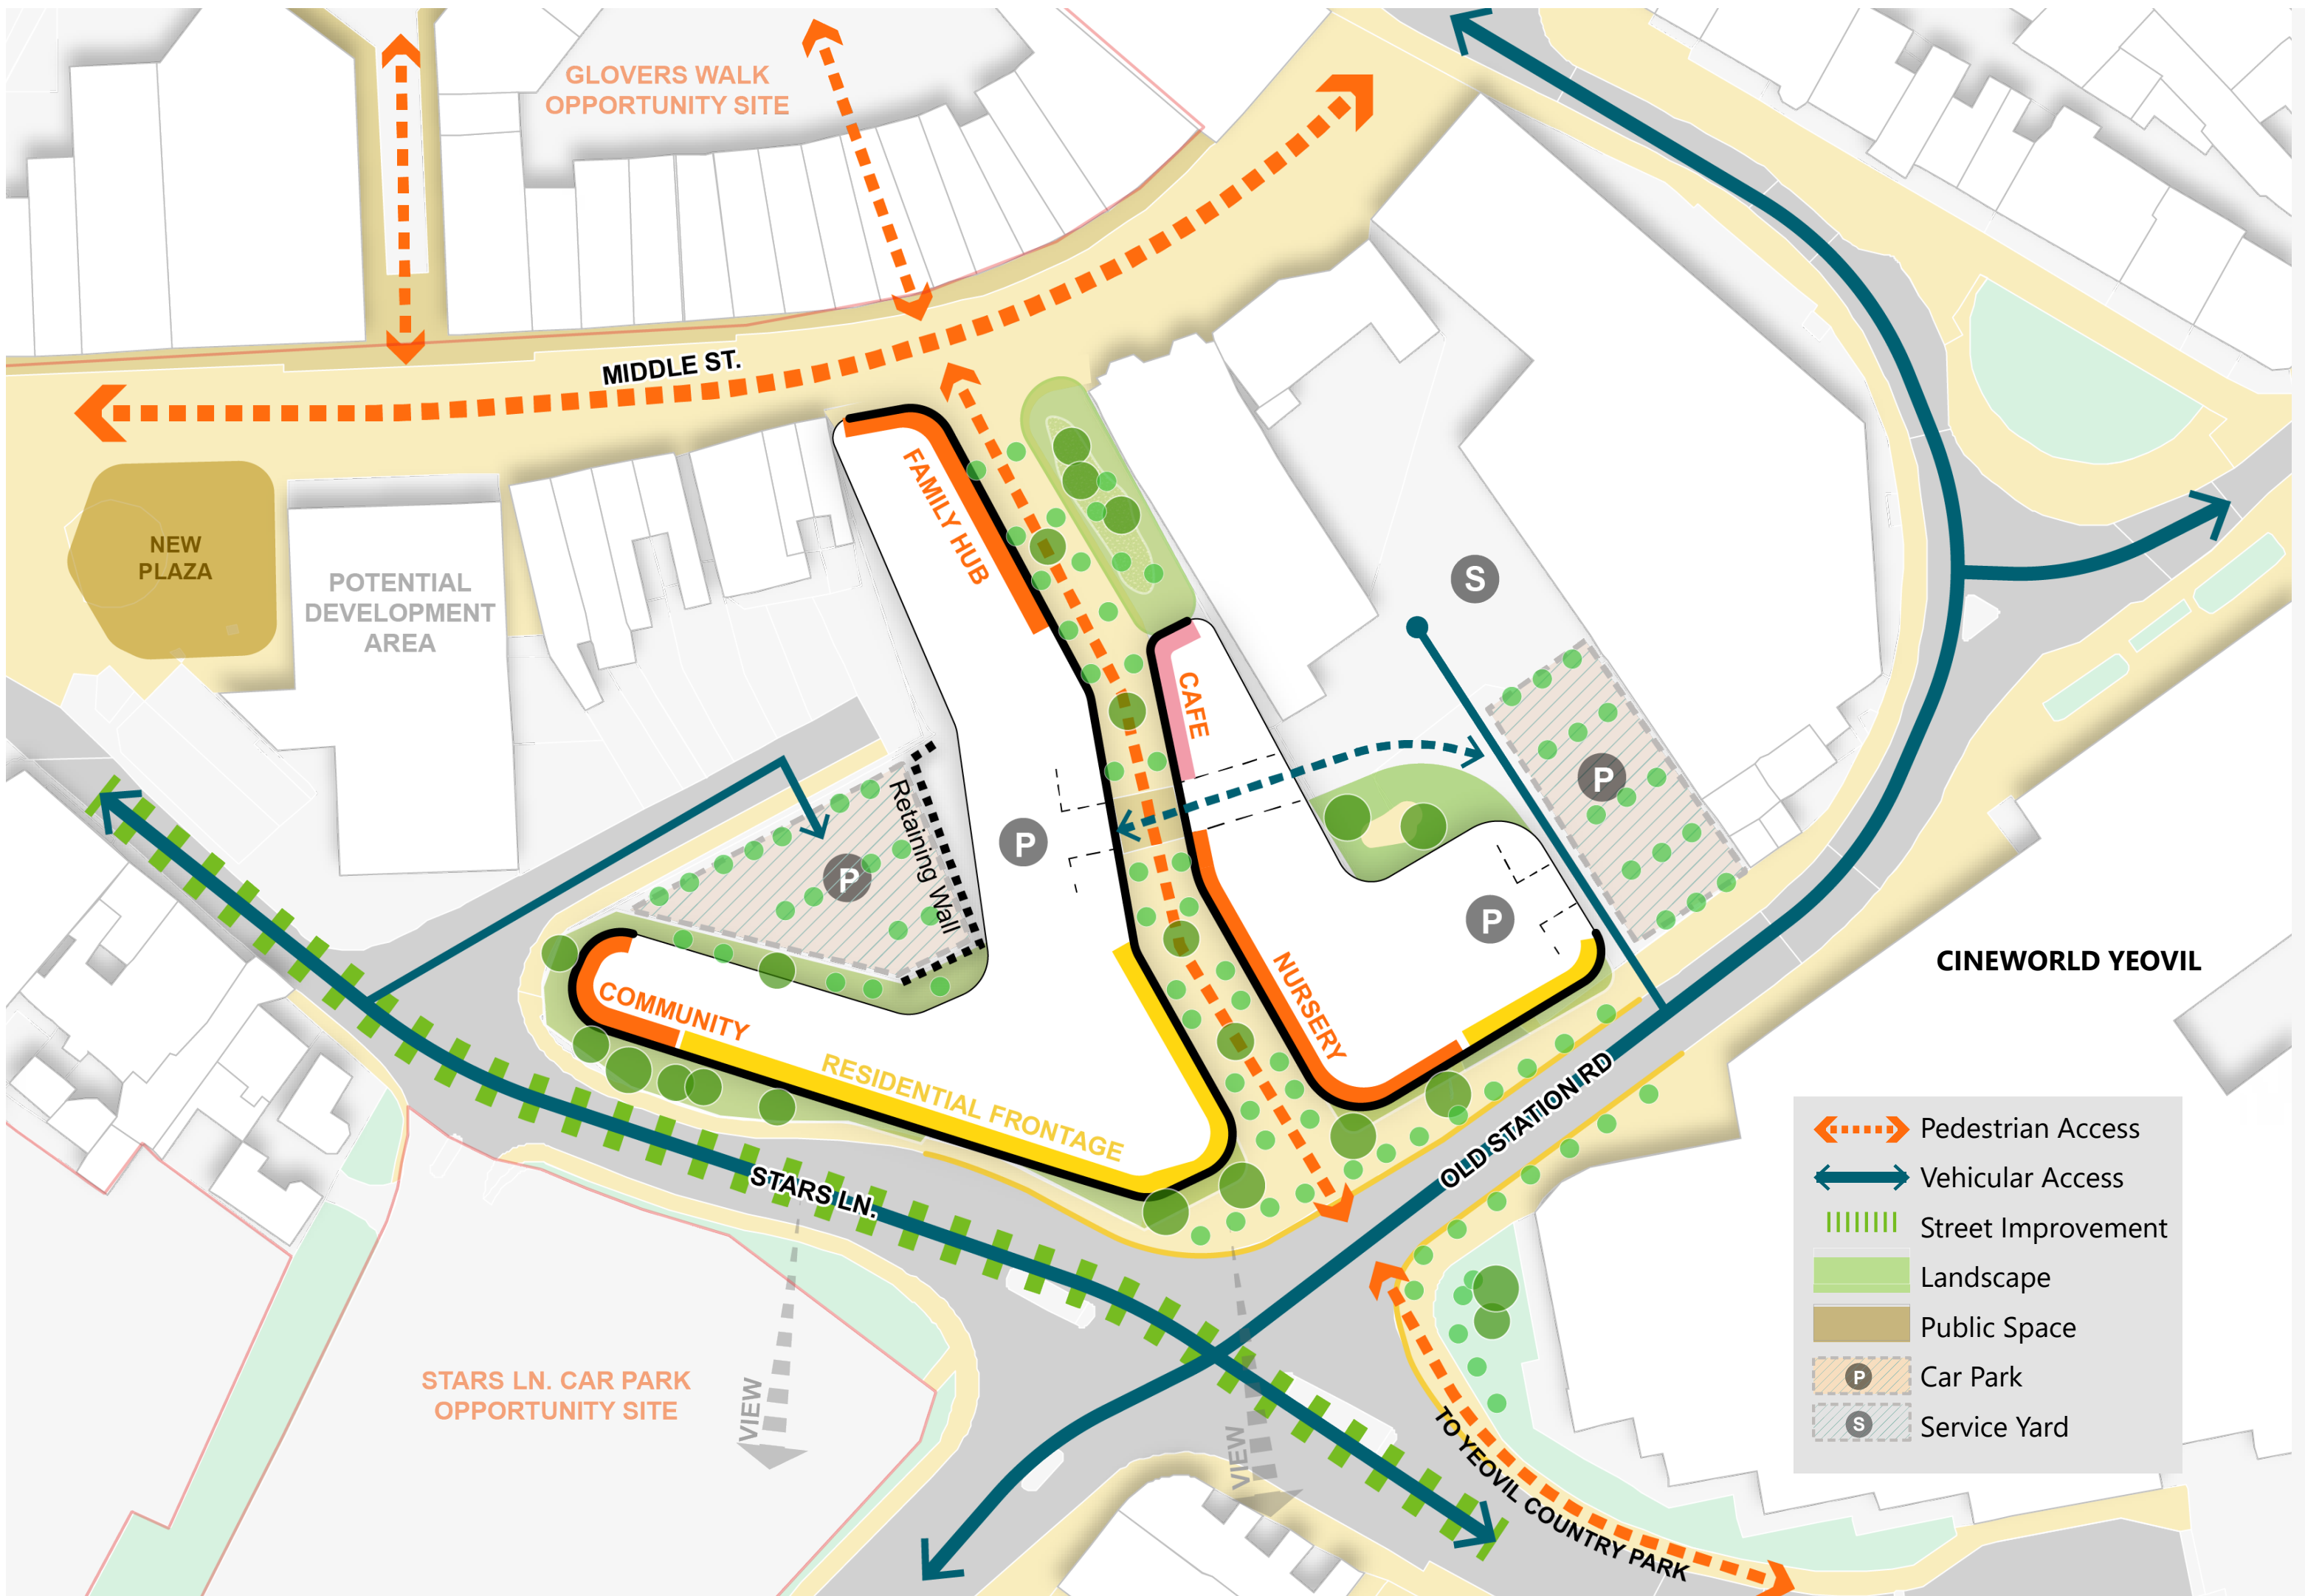 GLOVERS WALK
OPPORTUNITY SITE
MIDDLE ST.
NEW
PLAZA
POTENTIAL
DEVELOPMENT
AREA
FAMILY HUB
S
CAFE
P
Retaining Wall
P
P
P
CINEWORLD YEOVIL
COMMUNITY
NURSERY
RESIDENTIAL FRONTAGE
OLD STATION RD
STARS LN.
STARS LN. CAR PARK
OPPORTUNITY SITE
VIEW
VIEW
TO YEOVIL COUNTRY PARK
Pedestrian Access
Vehicular Access
Street Improvement
Landscape
Public Space
P Car Park
S Service Yard